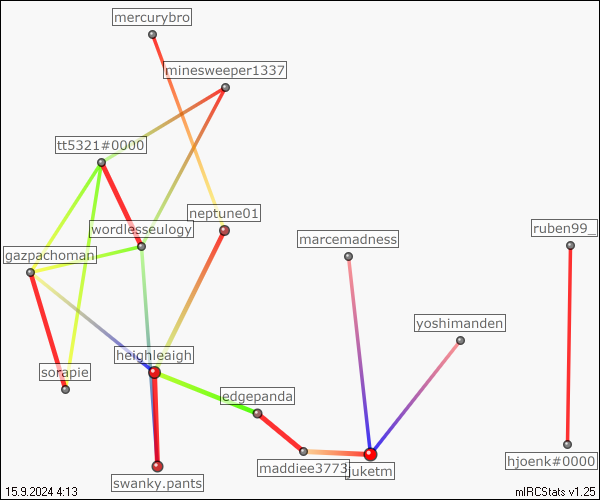 mercurybro
minesweeper1337
tt5321#0000
neptune01
wordlesseulogy
ruben99_
marcemadness
gazpachoman
yoshimanden
heighleaigh
sorapie
edgepanda
hjoenk#0000
maddiee3773
juketm
swanky.pants
15.9.2024 4:13
mIRCStats v1.25